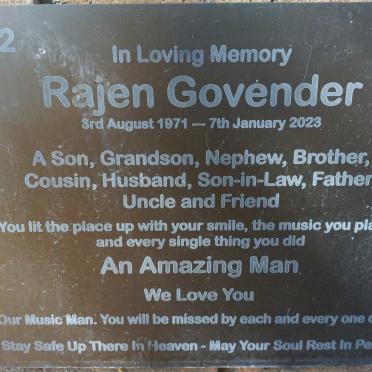 2
In Loving Memory
Rajen Govender
3rd August 1971 — 7th January 2023
A Son, Grandson, Nephew, Brother,
Cousin, Husband, Son-in-Law, Father
Uncle and Friend
You lit the place up with your smile, the music you pla
and every single thing you did
An Amazing Man
We Love You
Our Music Man. You will be missed by each and every one o
Stay Safe Up There In Heaven - May Your Soul Rest In Pe